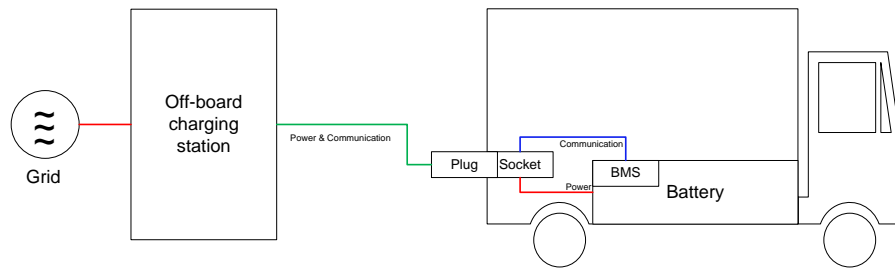 Off-board
charging
station
Grid
Power & Communication
Plug
Socket
Communication
Power
BMS
Battery